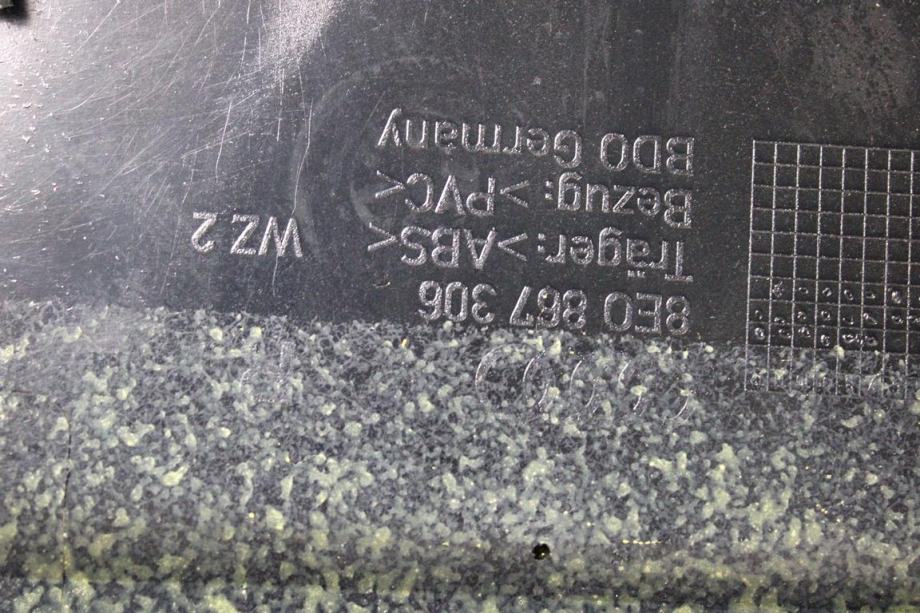 8E0 867 306
Träger: >ABS<
WZ 2
Bezug: >PVC<
BDO Germany